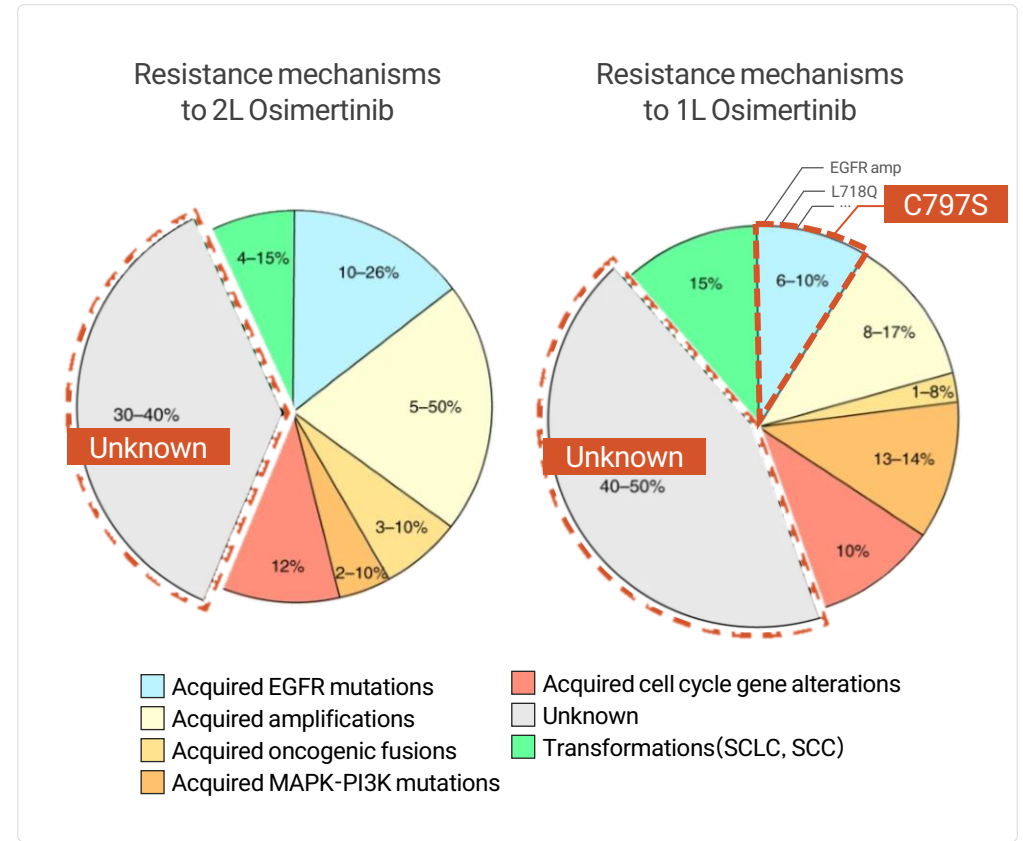 Resistance mechanisms
to 2L Osimertinib
4–15%
10–26%
5–50%
3–10%
2–10%
12%
30–40%
Unknown
Resistance mechanisms
to 1L Osimertinib
EGFR amp
L718Q
...
C797S
15%
6–10%
8–17%
1–8%
13–14%
10%
Unknown
40–50%
Acquired EGFR mutations
Acquired amplifications
Acquired oncogenic fusions
Acquired MAPK-PI3K mutations
Acquired cell cycle gene alterations
Unknown
Transformations(SCLC, SCC)